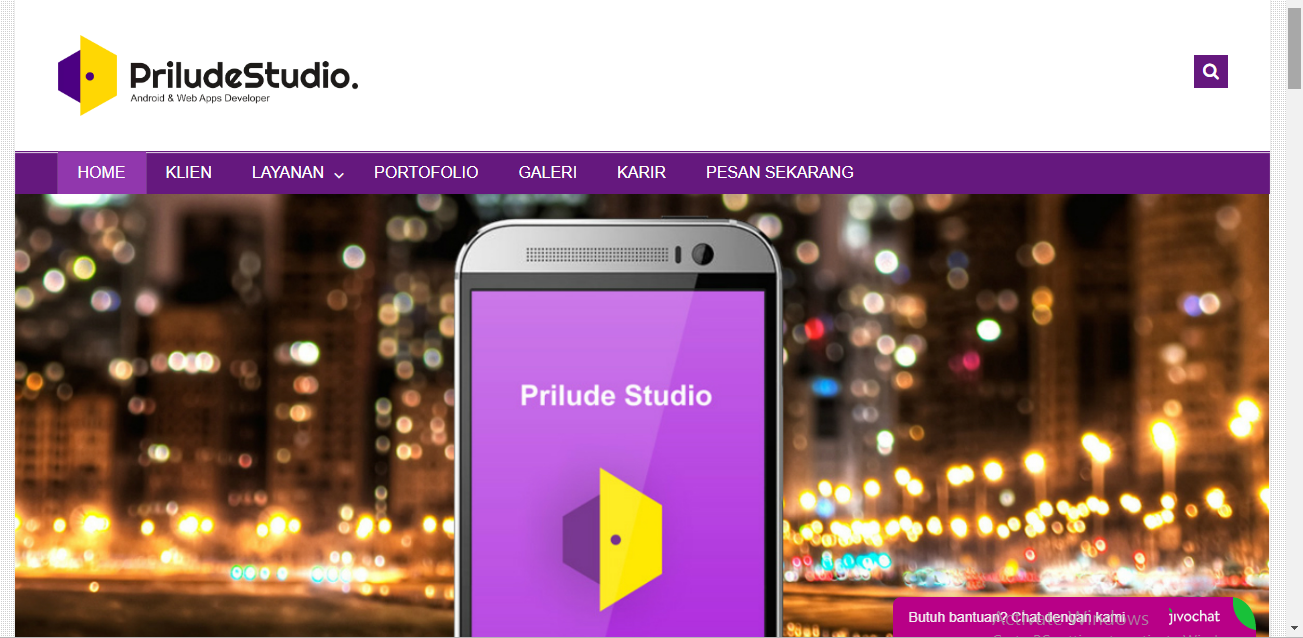 PriludeStudio.
Android & Web Apps Developer
HOME KLIEN LAYANAN PORTOFOLIO GALERI KARIR PESAN SEKARANG
Prilude Studio
Butuh bantuan? Chat dengan kami jivochat
Activate Windows